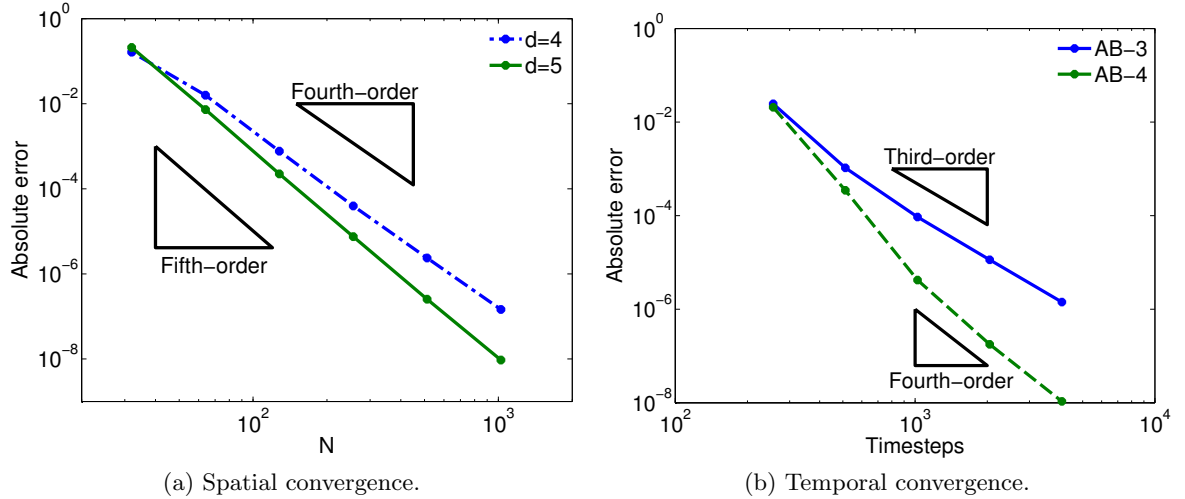 10^0
10^-2
10^-4
10^-6
10^-8
Absolute error
d=4
d=5
Fourth-order
Fifth-order
10^2
10^3
N
(a) Spatial convergence.
10^0
10^-2
10^-4
10^-6
10^-8
Absolute error
AB-3
AB-4
Third-order
Fourth-order
10^2
10^3
10^4
Timesteps
(b) Temporal convergence.